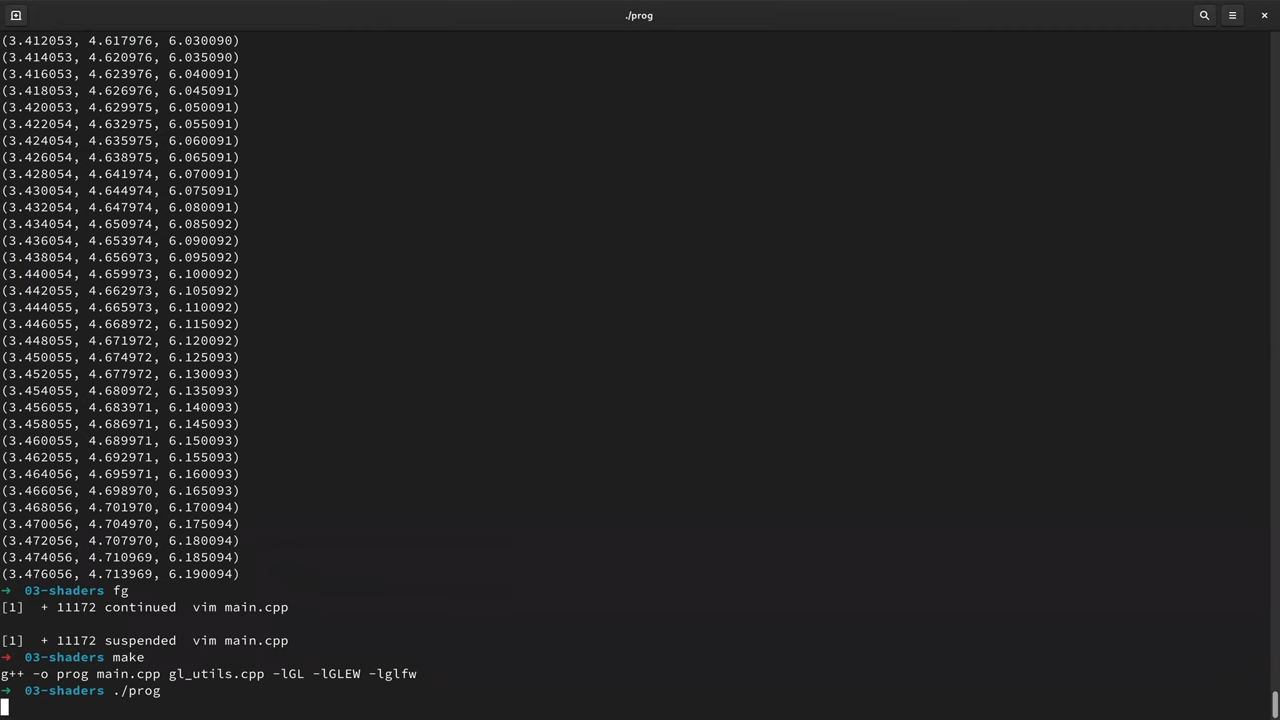 ./prog
(3.412053, 4.617976, 6.030090)
(3.414053, 4.620976, 6.035090)
(3.416053, 4.623976, 6.040091)
(3.418053, 4.626976, 6.045091)
(3.420053, 4.629975, 6.050091)
(3.422054, 4.632975, 6.055091)
(3.424054, 4.635975, 6.060091)
(3.426054, 4.638975, 6.065091)
(3.428054, 4.641974, 6.070091)
(3.430054, 4.644974, 6.075091)
(3.432054, 4.647974, 6.080091)
(3.434054, 4.650974, 6.085092)
(3.436054, 4.653974, 6.090092)
(3.438054, 4.656973, 6.095092)
(3.440054, 4.659973, 6.100092)
(3.442055, 4.662973, 6.105092)
(3.444055, 4.665973, 6.110092)
(3.446055, 4.668972, 6.115092)
(3.448055, 4.671972, 6.120092)
(3.450055, 4.674972, 6.125093)
(3.452055, 4.677972, 6.130093)
(3.454055, 4.680972, 6.135093)
(3.456055, 4.683971, 6.140093)
(3.458055, 4.686971, 6.145093)
(3.460055, 4.689971, 6.150093)
(3.462055, 4.692971, 6.155093)
(3.464056, 4.695971, 6.160093)
(3.466056, 4.698970, 6.165093)
(3.468056, 4.701970, 6.170094)
(3.470056, 4.704970, 6.175094)
(3.472056, 4.707970, 6.180094)
(3.474056, 4.710969, 6.185094)
(3.476056, 4.713969, 6.190094)
➜  03-shaders fg
[1]  + 11172 continued  vim main.cpp
[1]  + 11172 suspended  vim main.cpp
➜  03-shaders make
g++ -o prog main.cpp gl_utils.cpp -lGL -lGLEW -lglfw
➜  03-shaders ./prog